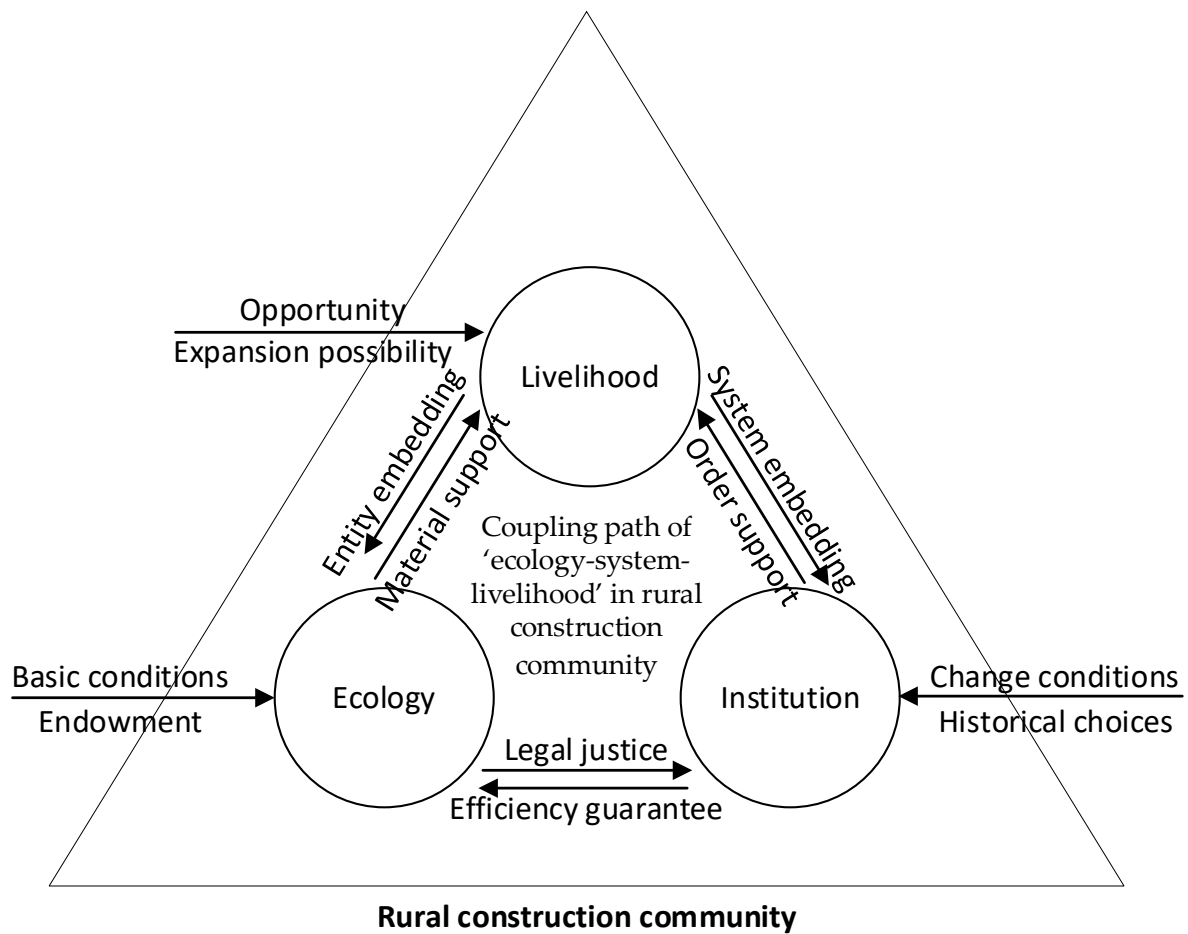 Opportunity
Expansion possibility
Livelihood
Entity embedding
Material support
System embedding
Order support
Coupling path of
‘ecology-system-
livelihood’ in rural
construction
community
Basic conditions
Endowment
Ecology
Institution
Change conditions
Historical choices
Legal justice
Efficiency guarantee
Rural construction community